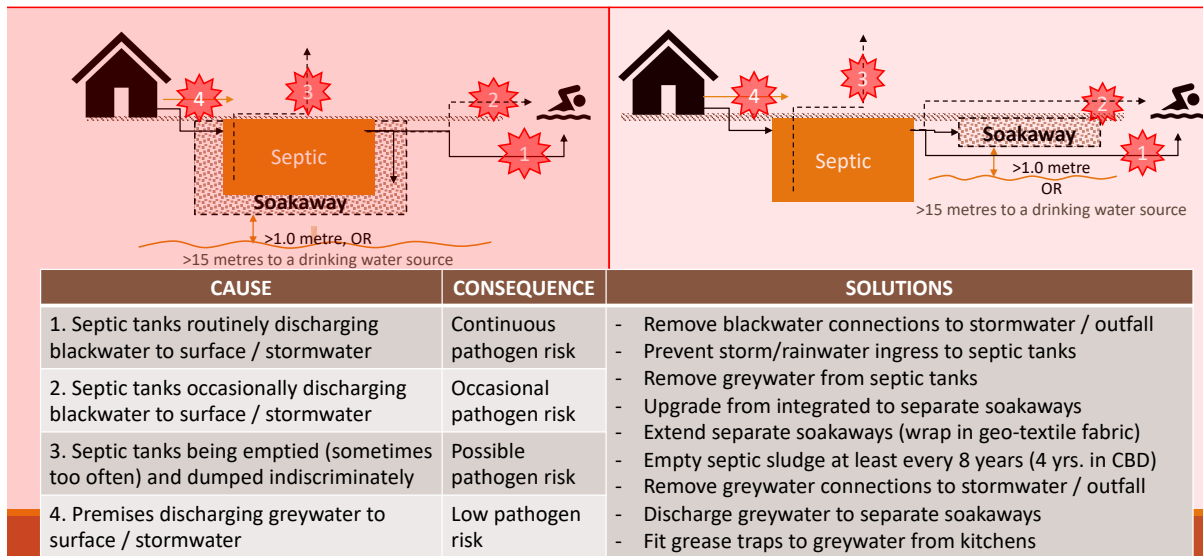 4
3
2
1
Septic
Soakaway
>1.0 metre, OR
>15 metres to a drinking water source
4
3
2
1
Septic
Soakaway
>1.0 metre
OR
>15 metres to a drinking water source
CAUSE
CONSEQUENCE
SOLUTIONS
1. Septic tanks routinely discharging
blackwater to surface / stormwater
Continuous
pathogen risk
2. Septic tanks occasionally discharging
blackwater to surface / stormwater
Occasional
pathogen risk
3. Septic tanks being emptied (sometimes
too often) and dumped indiscriminately
Possible
pathogen risk
4. Premises discharging greywater to
surface / stormwater
Low pathogen
risk
- Remove blackwater connections to stormwater / outfall
- Prevent storm/rainwater ingress to septic tanks
- Remove greywater from septic tanks
- Upgrade from integrated to separate soakaways
- Extend separate soakaways (wrap in geo-textile fabric)
- Empty septic sludge at least every 8 years (4 yrs. in CBD)
- Remove greywater connections to stormwater / outfall
- Discharge greywater to separate soakaways
- Fit grease traps to greywater from kitchens